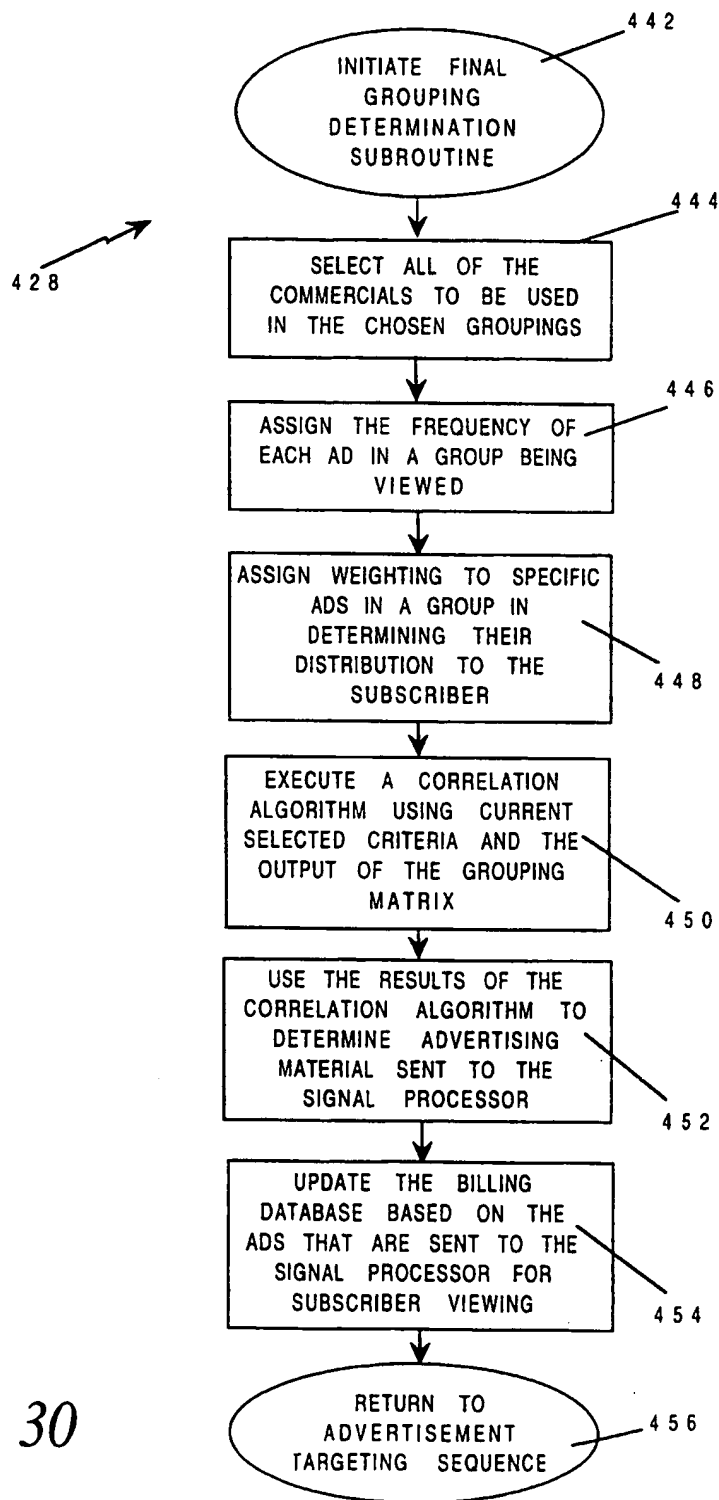 442
INITIATE FINAL
GROUPING
DETERMINATION
SUBROUTINE
428
444
SELECT ALL OF THE
COMMERCIALS TO BE USED
IN THE CHOSEN GROUPINGS
446
ASSIGN THE FREQUENCY OF
EACH AD IN A GROUP BEING
VIEWED
ASSIGN WEIGHTING TO SPECIFIC
ADS IN A GROUP IN
DETERMINING THEIR
DISTRIBUTION TO THE
SUBSCRIBER
448
EXECUTE A CORRELATION
ALGORITHM USING CURRENT
SELECTED CRITERIA AND THE
OUTPUT OF THE GROUPING
MATRIX
450
USE THE RESULTS OF THE
CORRELATION ALGORITHM TO
DETERMINE ADVERTISING
MATERIAL SENT TO THE
SIGNAL PROCESSOR
452
UPDATE THE BILLING
DATABASE BASED ON THE
ADS THAT ARE SENT TO THE
SIGNAL PROCESSOR FOR
SUBSCRIBER VIEWING
454
RETURN TO
ADVERTISEMENT
TARGETING SEQUENCE
456
30